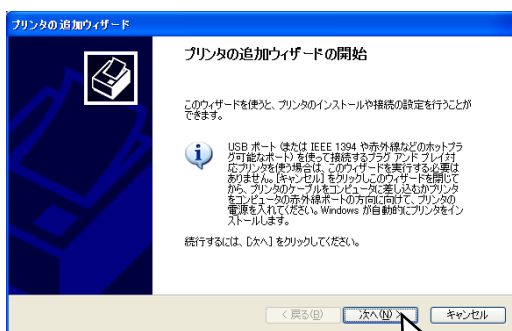 プリンタの追加ウィザード
プリンタの追加ウィザードの開始
このウィザードを使うと、プリンタのインストールや接続の設定を行うことが
できます。
USB ポート (または IEEE 1394 や赤外線などのホットプラ
グ可能なポート) を使って接続するプラグ アンド プレイ対
応プリンタを使う場合は、このウィザードを実行する必要は
ありません。[キャンセル] をクリックしこのウィザードを閉じて
から、プリンタのケーブルをコンピュータに差し込むかプリンタ
をコンピュータの赤外線ポートの方向に向けて、プリンタの
電源を入れてください。Windows が自動的にプリンタをイン
ストールします。
続行するには、[次へ] をクリックしてください。
< 戻る(B)
次へ(N) >
キャンセル